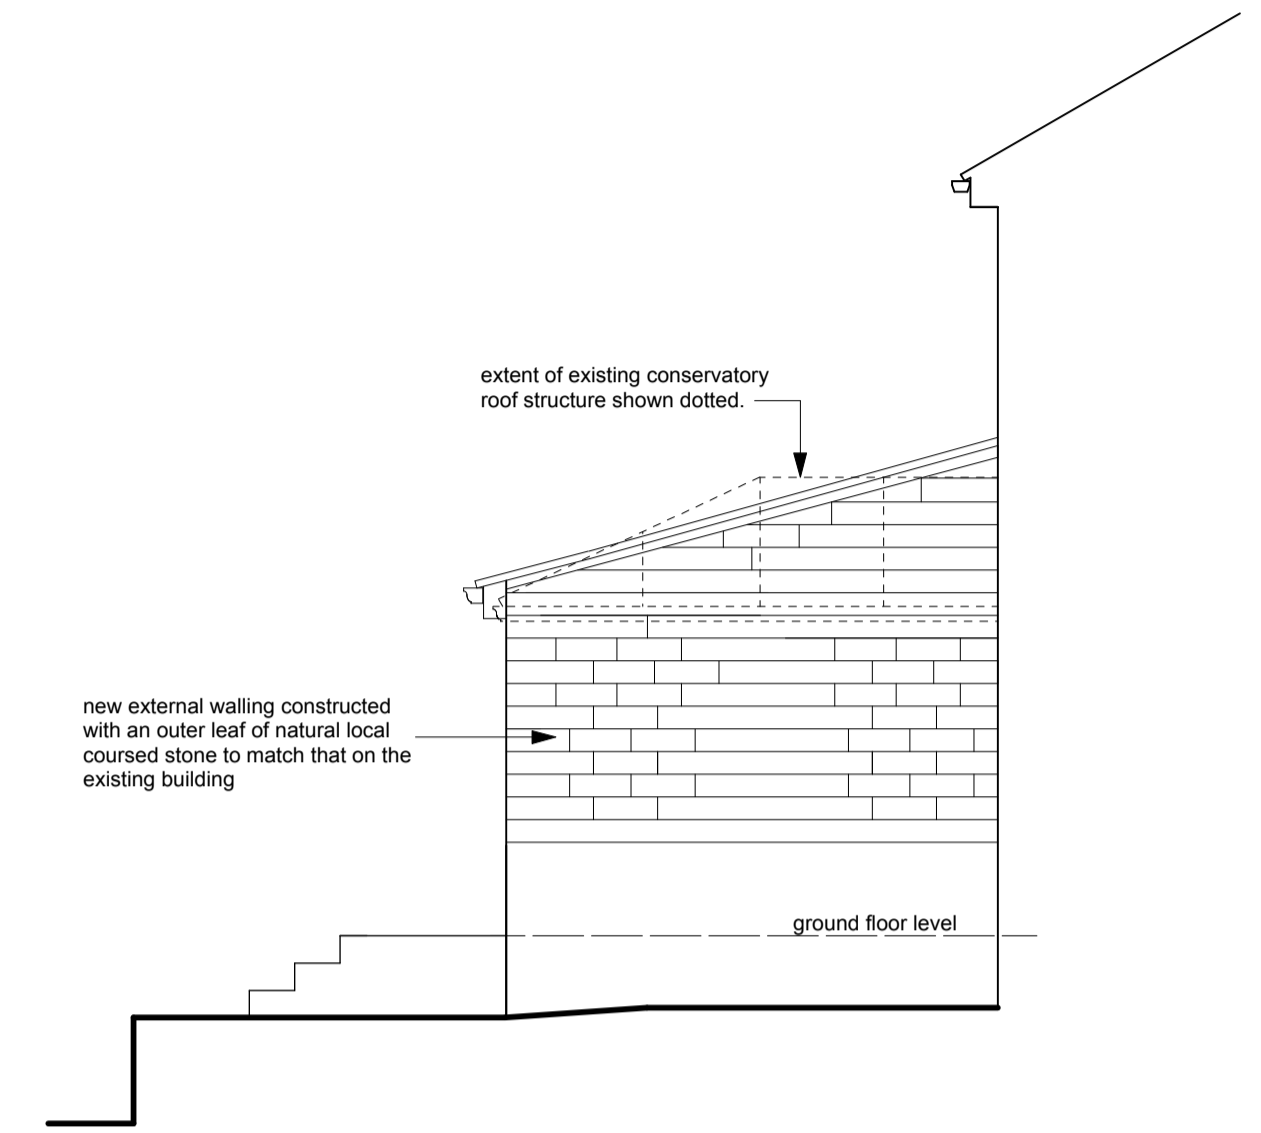 extent of existing conservatory
roof structure shown dotted.
new external walling constructed
with an outer leaf of natural local
coursed stone to match that on the
existing building
ground floor level